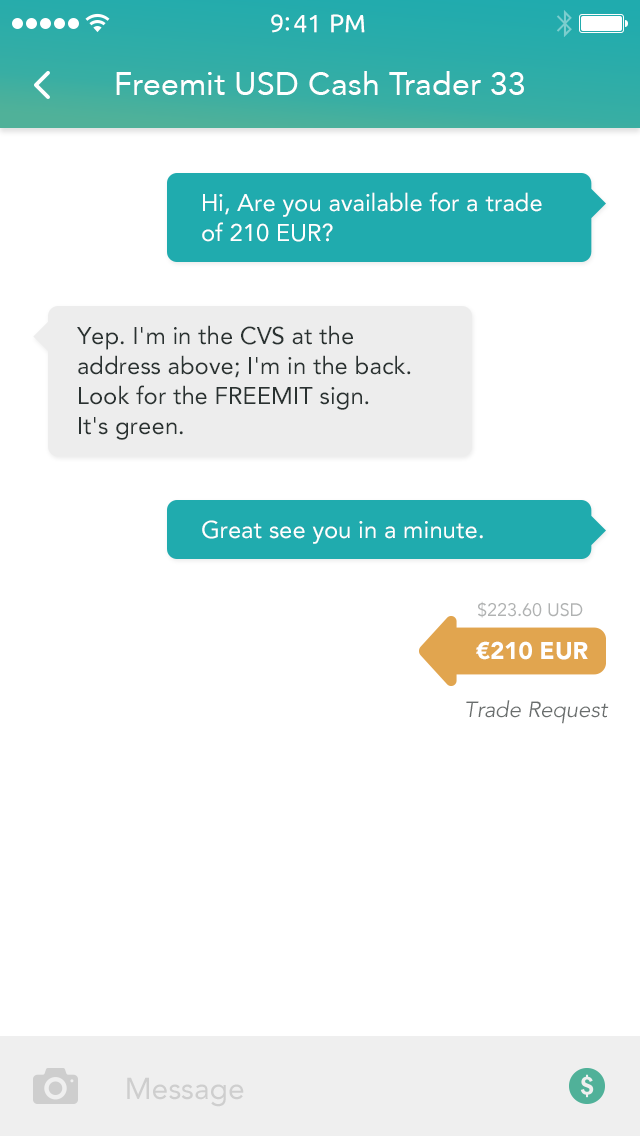 9:41 PM
Freemit USD Cash Trader 33
Hi, Are you available for a trade
of 210 EUR?
Yep. I'm in the CVS at the
address above; I'm in the back.
Look for the FREEMIT sign.
It's green.
Great see you in a minute.
$223.60 USD
€210 EUR
Trade Request
Message
$